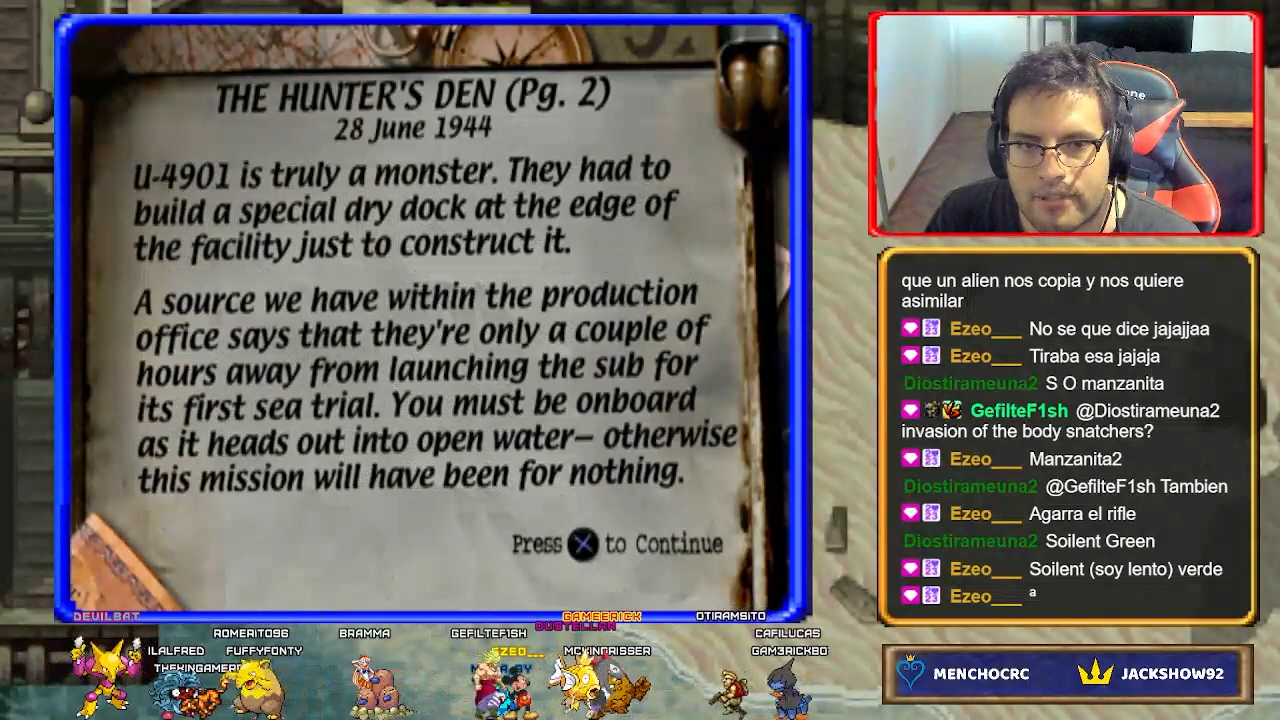 THE HUNTER'S DEN (Pg. 2)
28 June 1944
U-4901 is truly a monster. They had to
build a special dry dock at the edge of
the facility just to construct it.
A source we have within the production
office says that they're only a couple of
hours away from launching the sub for
its first sea trial. You must be onboard
as it heads out into open water– otherwise
this mission will have been for nothing.
Press X to Continue
que un alien nos copia y nos quiere
asimilar
Ezeo___ No se que dice jajajjaa
Ezeo___ Tiraba esa jajaja
Diostirameuna2 S O manzanita
GefilteF1sh @Diostirameuna2
invasion of the body snatchers?
Ezeo___ Manzanita2
Diostirameuna2 @GefilteF1sh Tambien
Ezeo___ Agarra el rifle
Diostirameuna2 Soilent Green
Ezeo___ Soilent (soy lento) verde
Ezeo___ a
MENCHOCRC JACKSHOW92
DEVILBAT
GAMEERICK
OTIRAMSITO
ROMERITO96
BRAMMA
GEFILTEF1SH
CAFILUCAS
ILALFRED
FUFFYFONTY
EZEO___
GAM3RICKBO